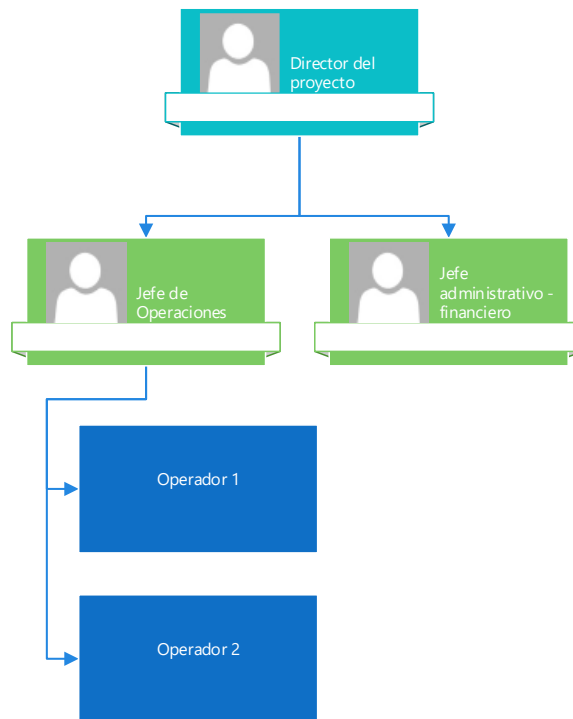 Director del
proyecto
Jefe de
Operaciones
Jefe
administrativo -
financiero
Operador 1
Operador 2